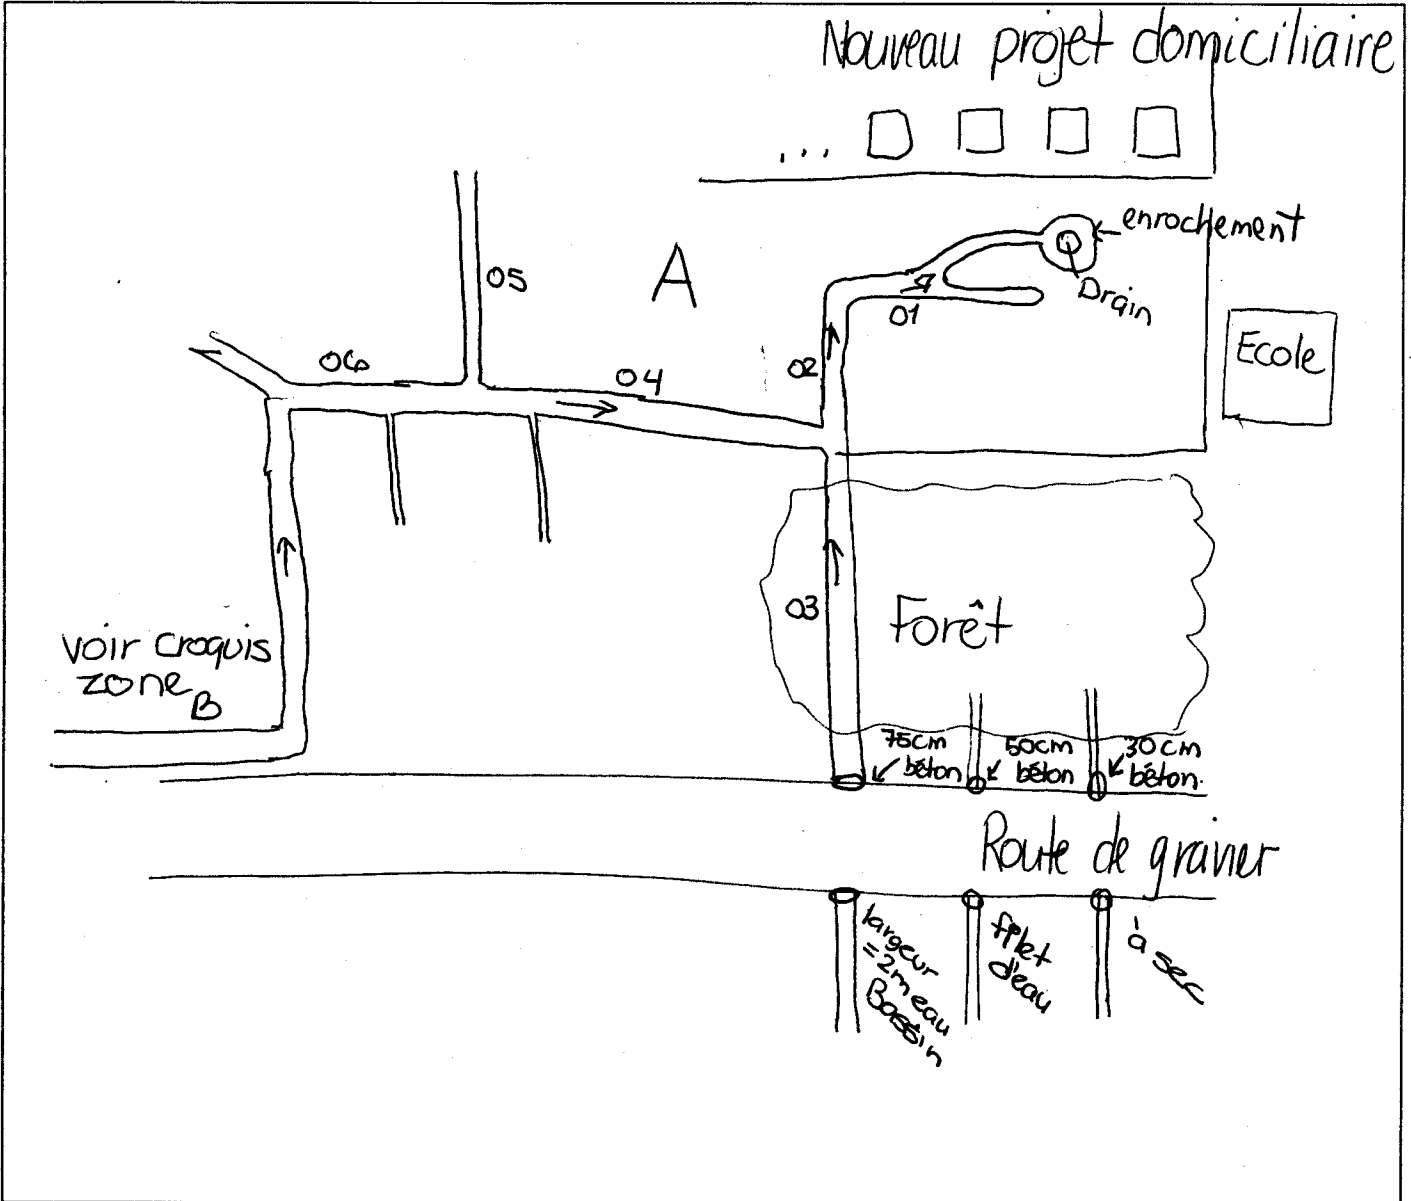 Nouveau projet domiciliaire
...
enrochement
Drain
05
A
01
Ecole
06
04
02
03
Forêt
voir croquis
zone
B
75cm
béton
50cm
béton
30cm
béton.
Route de gravier
largeur
=2m eau
Bassin
filet
d'eau
à sec